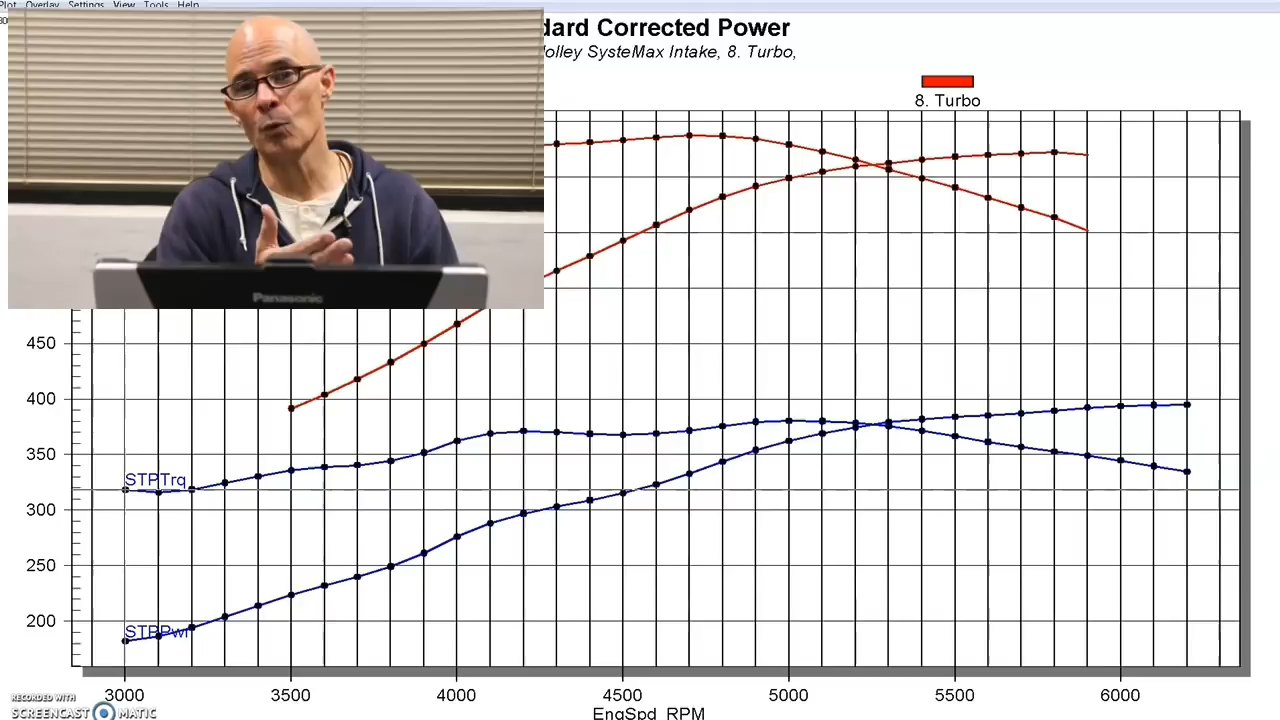 Plot Overlay Settings View Tools Help
dard Corrected Power
Holley SysteMax Intake, 8. Turbo,
8. Turbo
Panasonic
450
400
350
STPTrq
300
250
200
STPPwr
3000 3500 4000 4500 5000 5500 6000
EngSpd RPM
RECORDED WITH
SCREENCAST MATIC